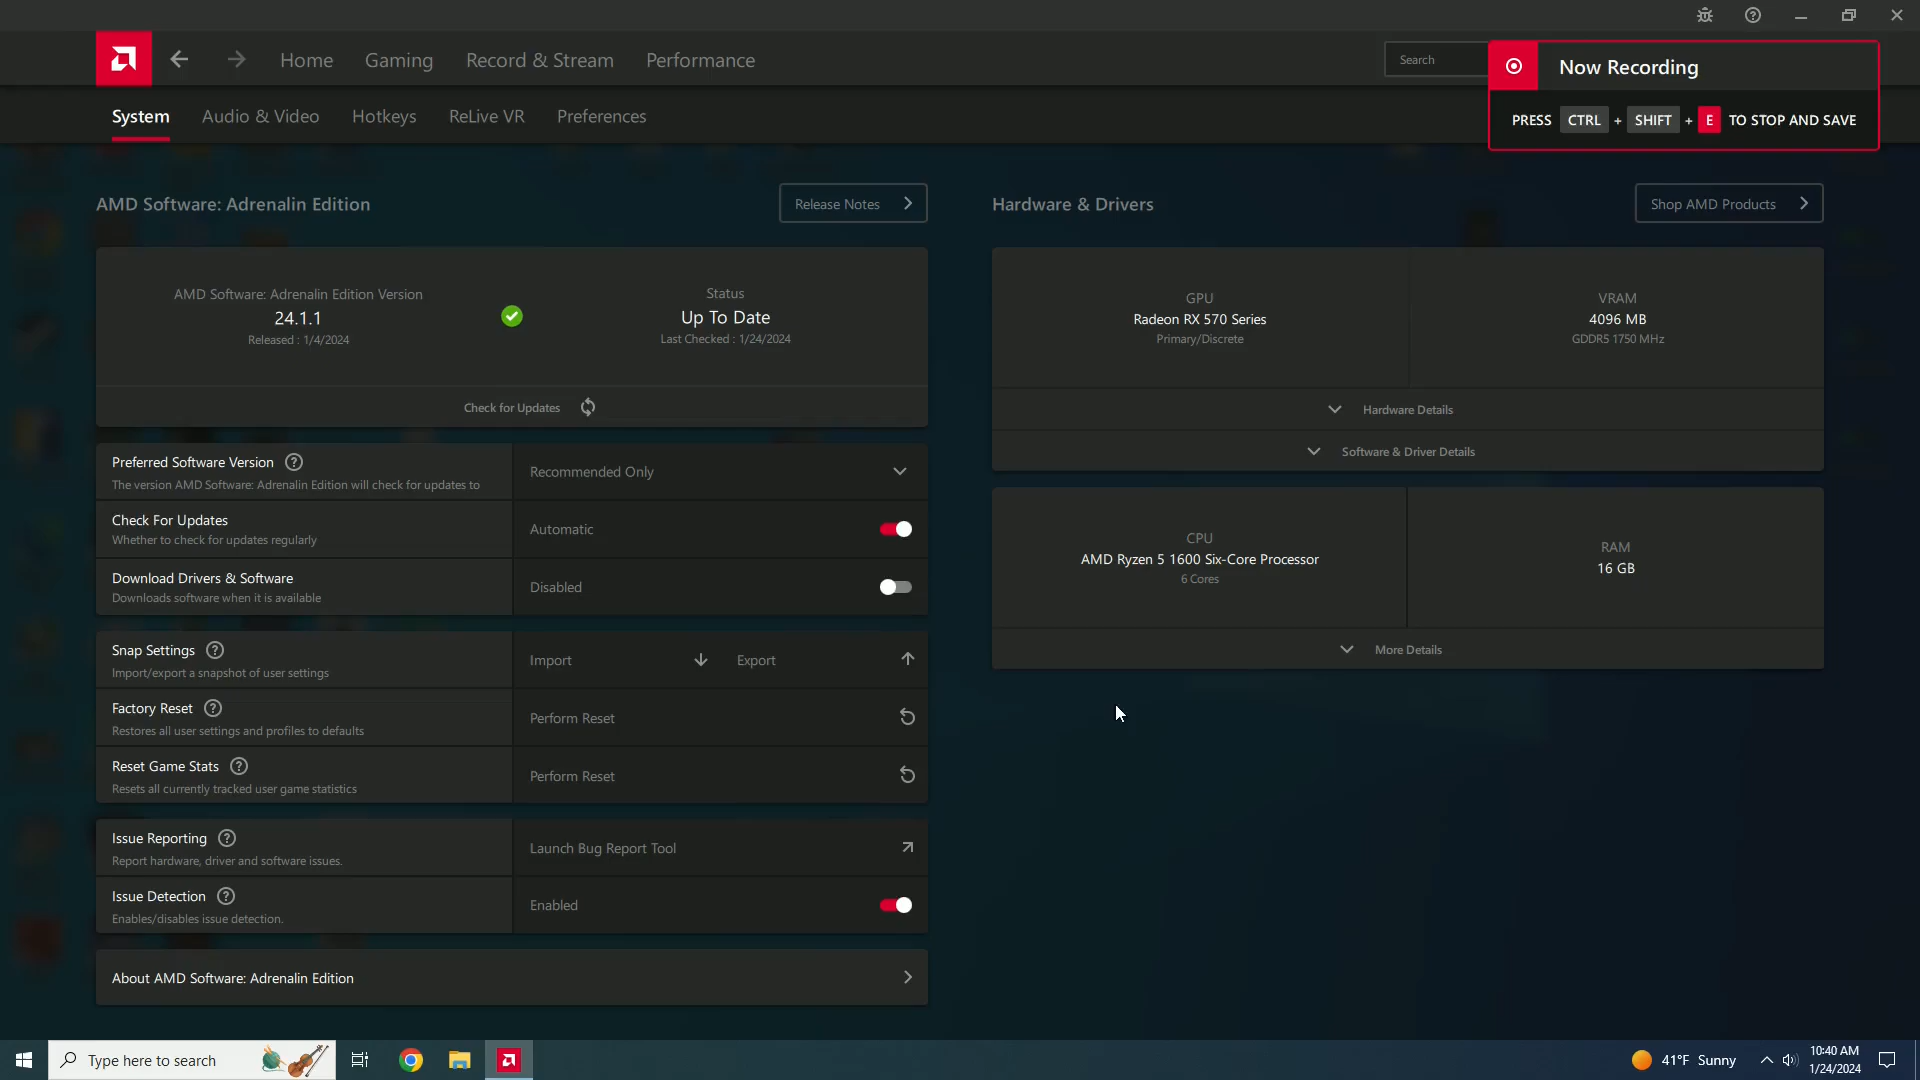 Home
Gaming
Record & Stream
Performance
Search
Now Recording
PRESS CTRL + SHIFT + E TO STOP AND SAVE
System
Audio & Video
Hotkeys
ReLive VR
Preferences
AMD Software: Adrenalin Edition
Release Notes
AMD Software: Adrenalin Edition Version
24.1.1
Released : 1/4/2024
Status
Up To Date
Last Checked : 1/24/2024
Check for Updates
Preferred Software Version
The version AMD Software: Adrenalin Edition will check for updates to
Recommended Only
Check For Updates
Whether to check for updates regularly
Automatic
Download Drivers & Software
Downloads software when it is available
Disabled
Snap Settings
Import/export a snapshot of user settings
Import
Export
Factory Reset
Restores all user settings and profiles to defaults
Perform Reset
Reset Game Stats
Resets all currently tracked user game statistics
Perform Reset
Issue Reporting
Report hardware, driver and software issues.
Launch Bug Report Tool
Issue Detection
Enables/disables issue detection.
Enabled
About AMD Software: Adrenalin Edition
Hardware & Drivers
Shop AMD Products
GPU
Radeon RX 570 Series
Primary/Discrete
VRAM
4096 MB
GDDR5 1750 MHz
Hardware Details
Software & Driver Details
CPU
AMD Ryzen 5 1600 Six-Core Processor
6 Cores
RAM
16 GB
More Details
Type here to search
41°F Sunny
10:40 AM
1/24/2024